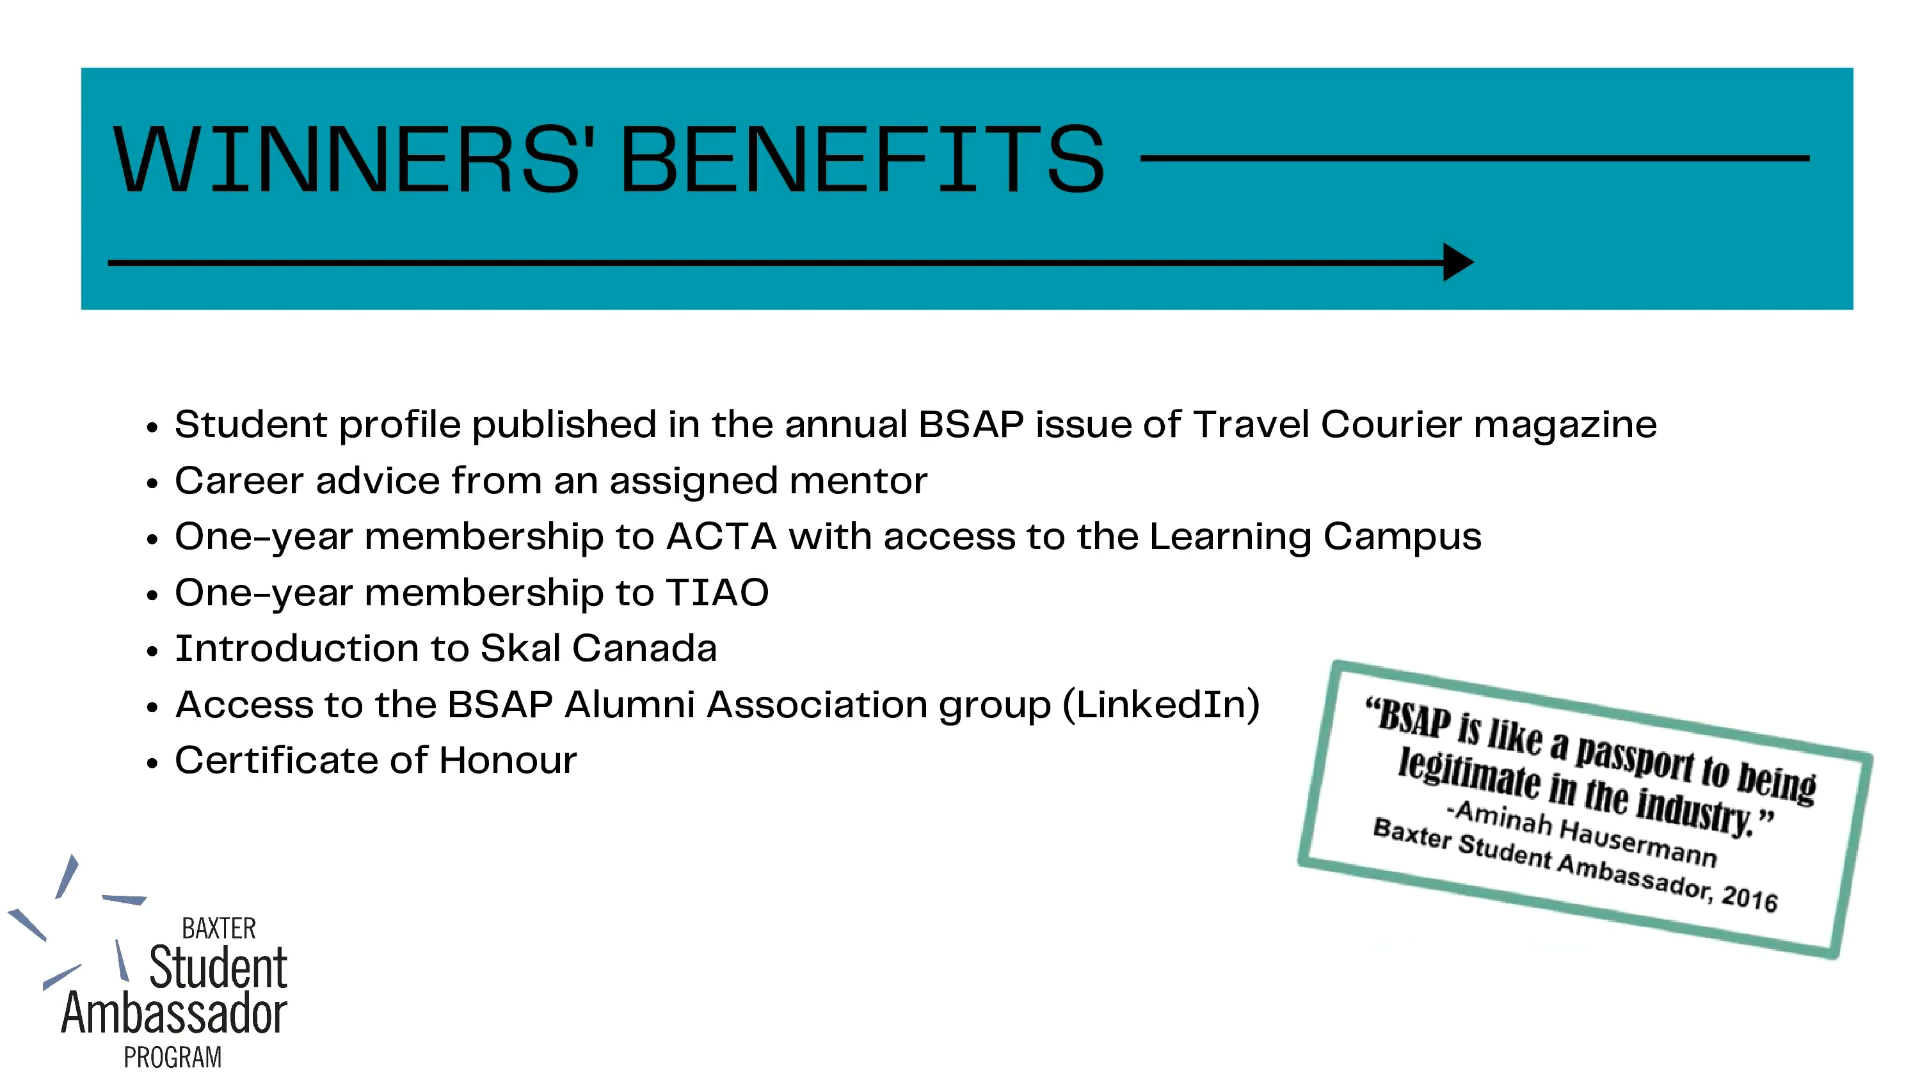 WINNERS' BENEFITS
• Student profile published in the annual BSAP issue of Travel Courier magazine
• Career advice from an assigned mentor
• One-year membership to ACTA with access to the Learning Campus
• One-year membership to TIAO
• Introduction to Skal Canada
• Access to the BSAP Alumni Association group (LinkedIn)
• Certificate of Honour
“BSAP is like a passport to being
legitimate in the industry.”
-Aminah Hausermann
Baxter Student Ambassador, 2016
BAXTER
Student
Ambassador
PROGRAM